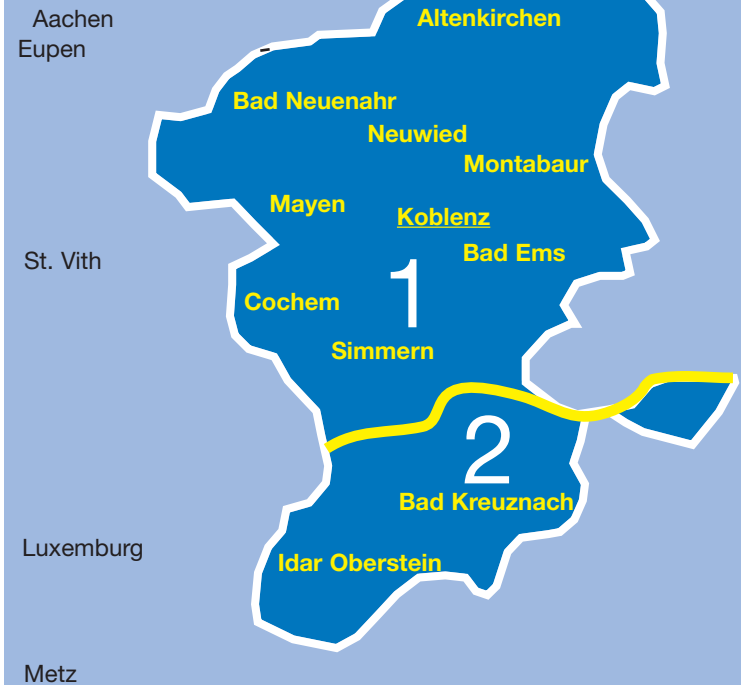 Aachen
Altenkirchen
Eupen
Bad Neuenahr
Neuwied
Montabaur
Mayen
Koblenz
Bad Ems
St. Vith
1
Cochem
Simmern
2
Bad Kreuznach
Luxemburg
Idar Oberstein
Metz